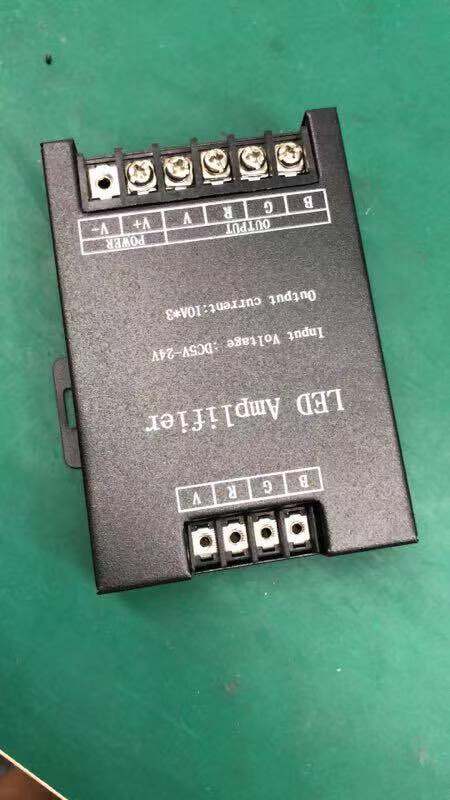 B G R V
LED Amplifier
Input Voltage :DC5V-24V
Output current:10A*3
OUTPUT POWER
B G R V V+ V-